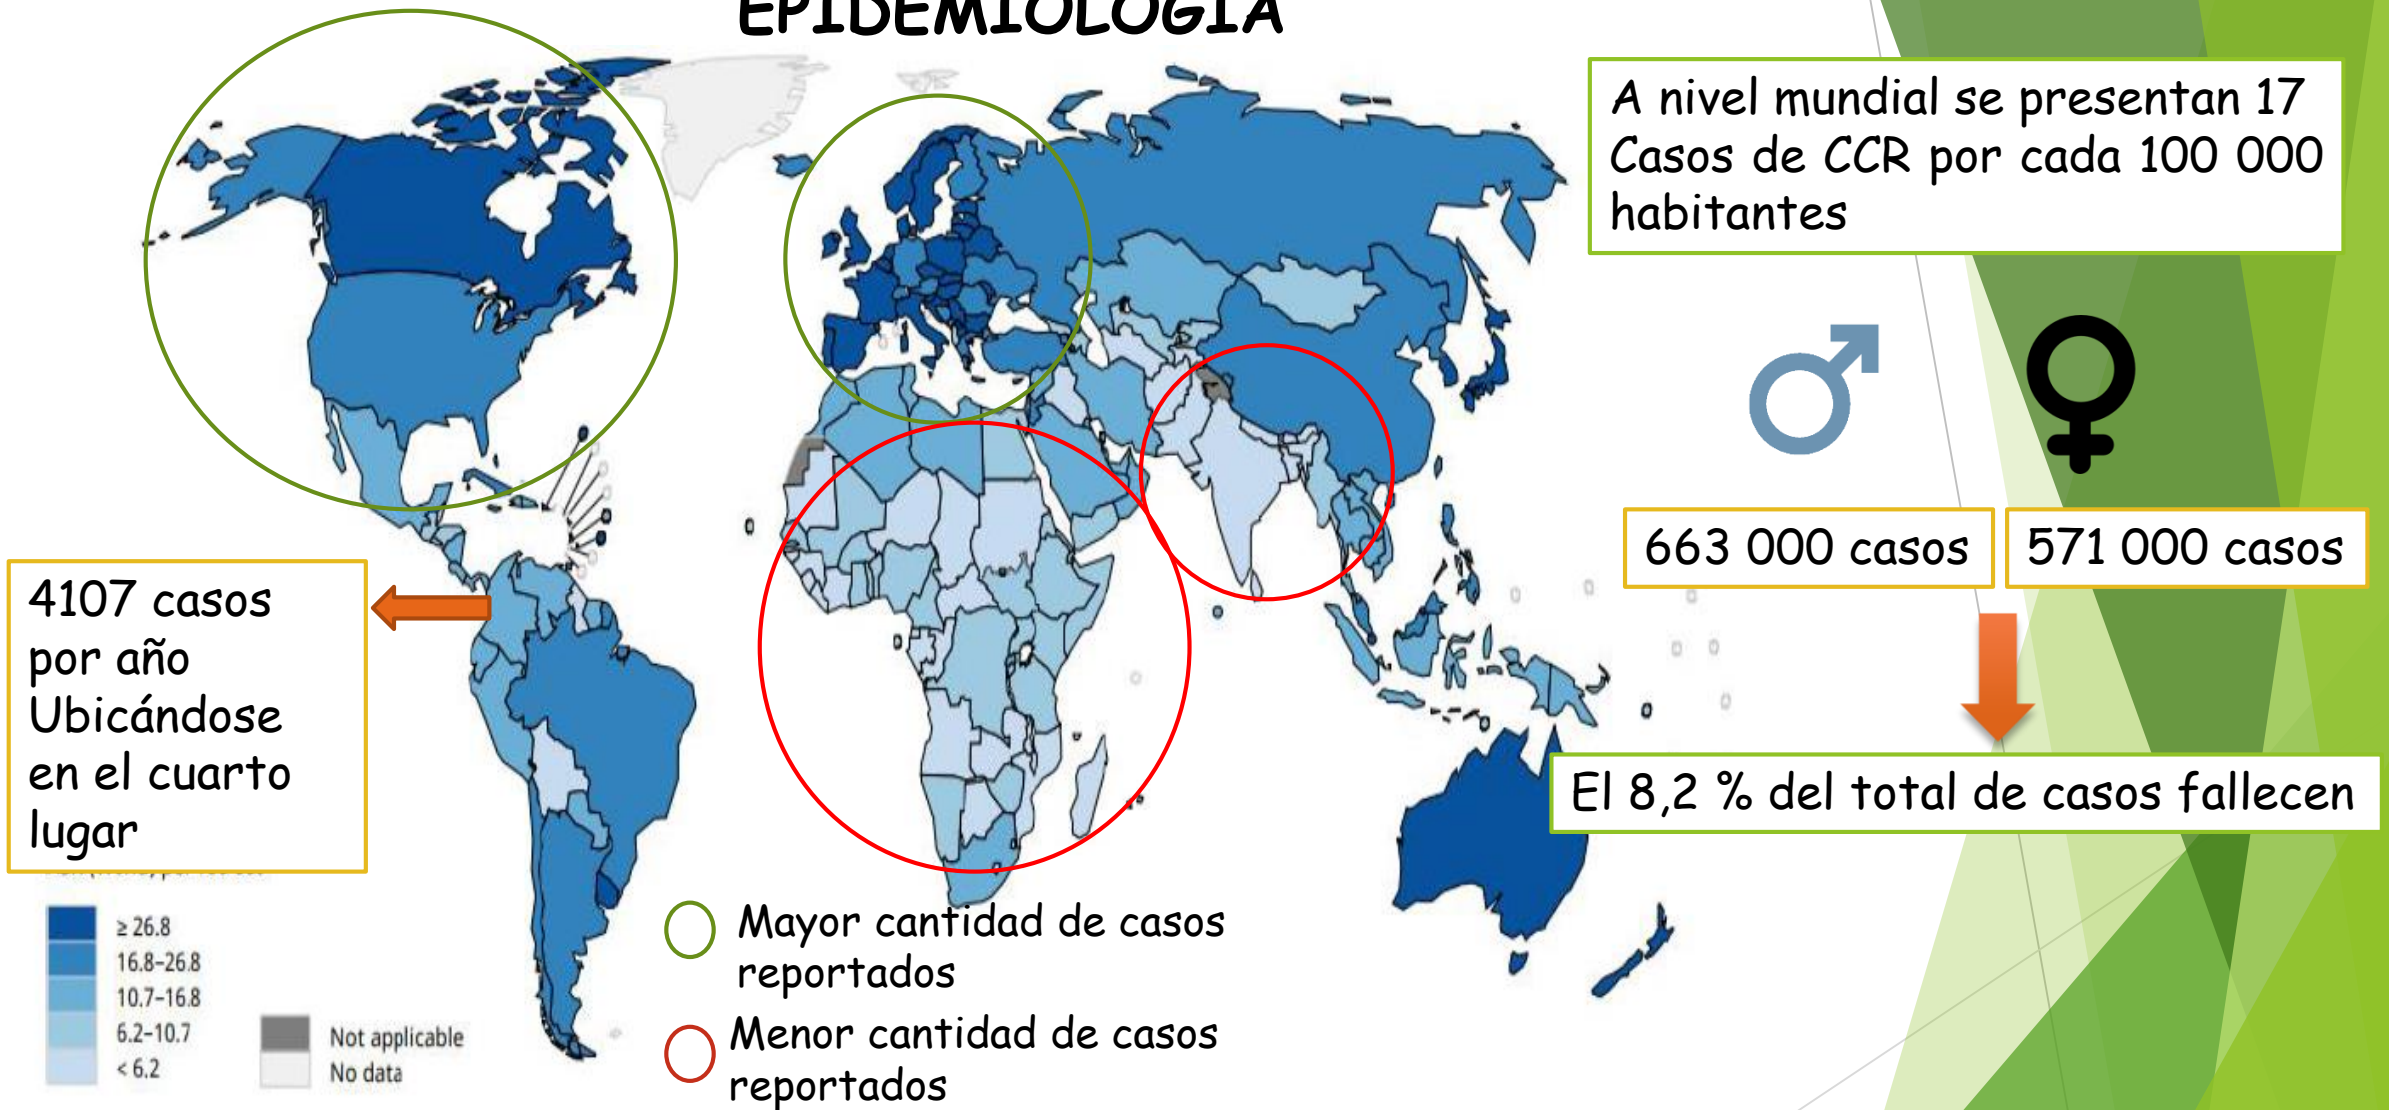 EPIDEMIOLOGIA
A nivel mundial se presentan 17
Casos de CCR por cada 100 000
habitantes
663 000 casos
571 000 casos
El 8,2 % del total de casos fallecen
4107 casos
por año
Ubicándose
en el cuarto
lugar
≥ 26.8
16.8–26.8
10.7–16.8
6.2–10.7
< 6.2
Not applicable
No data
Mayor cantidad de casos
reportados
Menor cantidad de casos
reportados